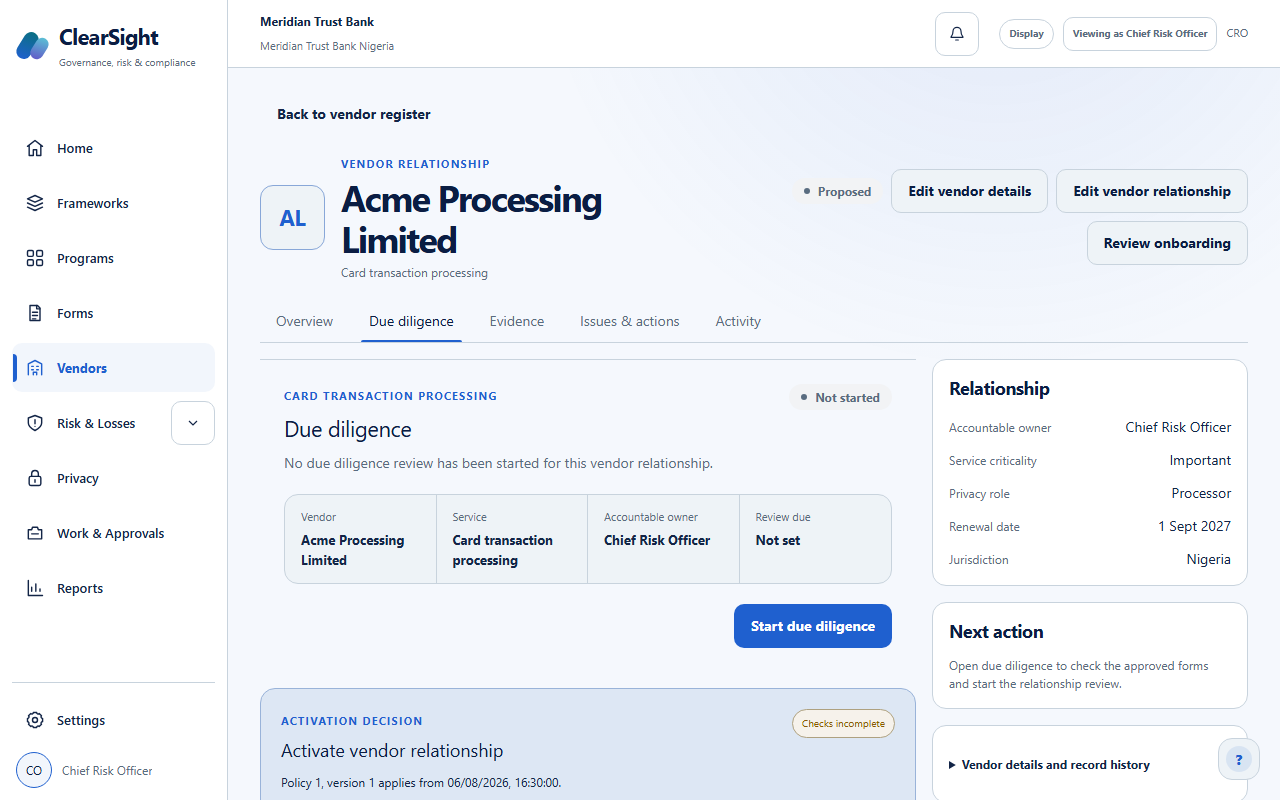 ClearSight
Governance, risk & compliance
Home
Frameworks
Programs
Forms
Vendors
Risk & Losses
Privacy
Work & Approvals
Reports
Settings
CO
Chief Risk Officer
Meridian Trust Bank
Meridian Trust Bank Nigeria
Display
Viewing as Chief Risk Officer
CRO
Back to vendor register
AL
VENDOR RELATIONSHIP
Acme Processing
Limited
Card transaction processing
Proposed
Edit vendor details
Edit vendor relationship
Review onboarding
Overview
Due diligence
Evidence
Issues & actions
Activity
CARD TRANSACTION PROCESSING
Not started
Due diligence
No due diligence review has been started for this vendor relationship.
Vendor
Acme Processing
Limited
Service
Card transaction
processing
Accountable owner
Chief Risk Officer
Review due
Not set
Start due diligence
ACTIVATION DECISION
Checks incomplete
Activate vendor relationship
Policy 1, version 1 applies from 06/08/2026, 16:30:00.
Relationship
Accountable owner
Chief Risk Officer
Service criticality
Important
Privacy role
Processor
Renewal date
1 Sept 2027
Jurisdiction
Nigeria
Next action
Open due diligence to check the approved forms
and start the relationship review.
Vendor details and record history
?